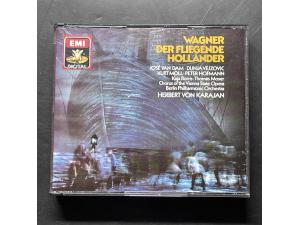 EMI
DIGITAL
WAGNER
DER FLIEGENDE
HOLLÄNDER
JOSÉ VAN DAM · DUNJA VEJZOVIC
KURT MOLL · PETER HOFMANN
Kaja Borris · Thomas Moser
Chorus of the Vienna State Opera
Berlin Philharmonic Orchestra
HERBERT VON KARAJAN